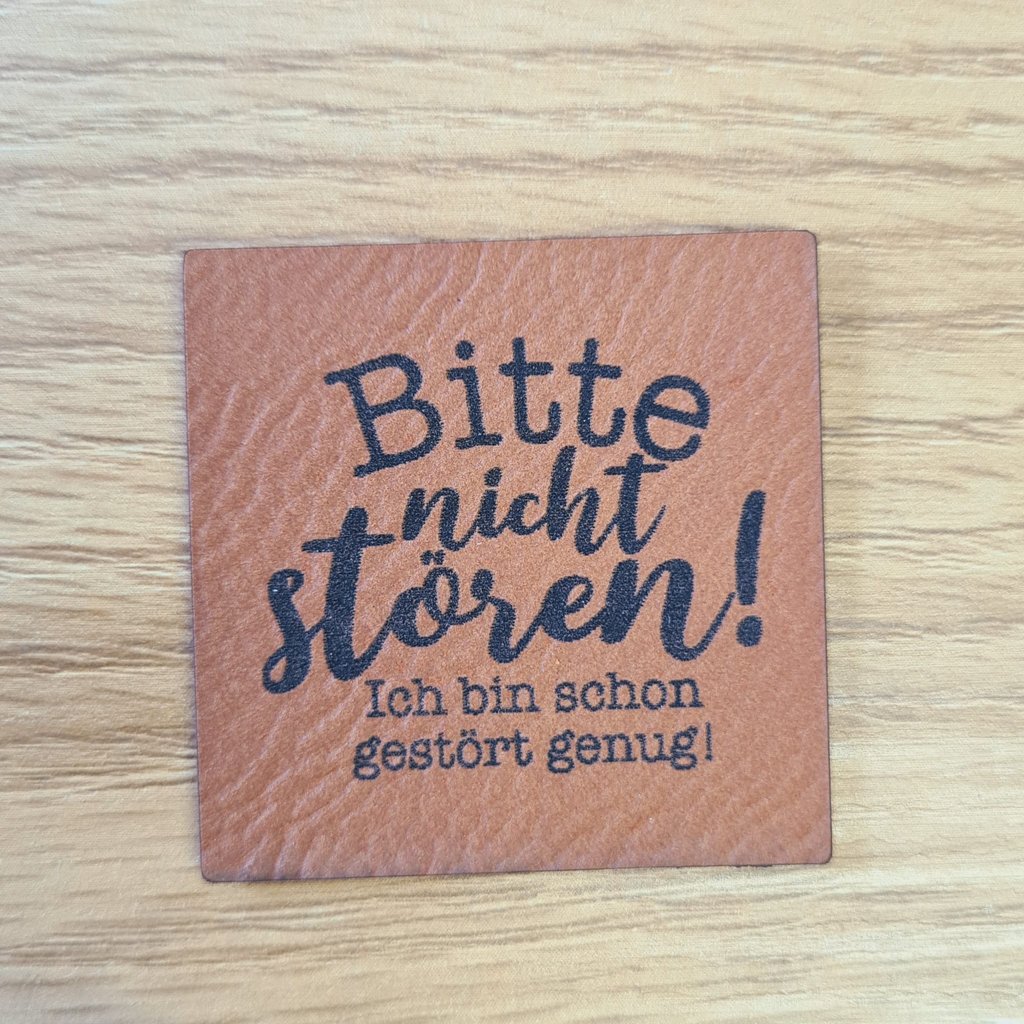 Bitte
nicht
stören!
Ich bin schon
gestört genug!